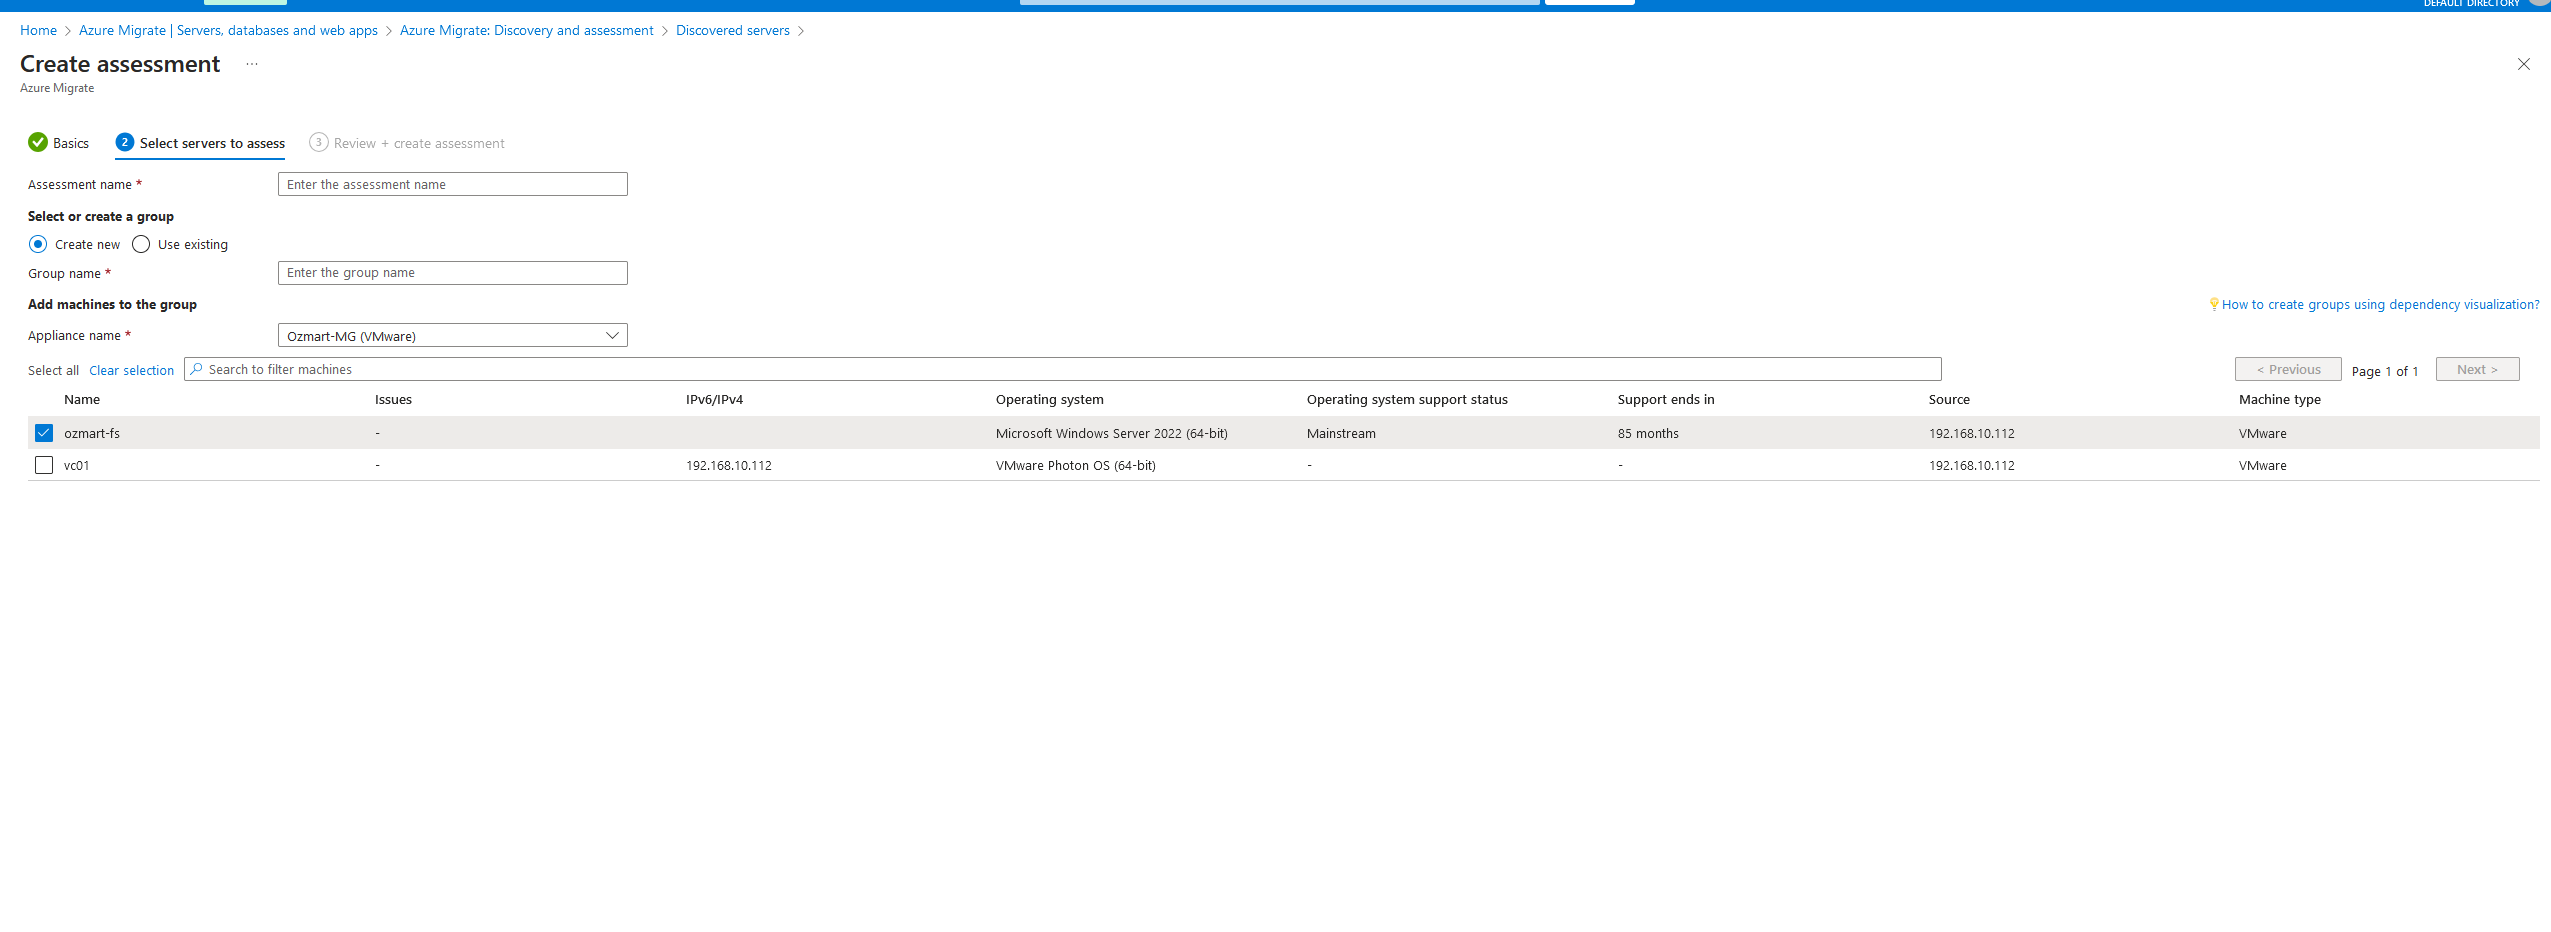 DEFAULT DIRECTORY
Home > Azure Migrate | Servers, databases and web apps > Azure Migrate: Discovery and assessment > Discovered servers >
Create assessment ...
Azure Migrate
Basics 2 Select servers to assess 3 Review + create assessment
Assessment name * Enter the assessment name
Select or create a group
Create new Use existing
Group name * Enter the group name
Add machines to the group How to create groups using dependency visualization?
Appliance name * Ozmart-MG (VMware)
Select all Clear selection Search to filter machines < Previous Page 1 of 1 Next >
Name Issues IPv6/IPv4 Operating system Operating system support status Support ends in Source Machine type
ozmart-fs - Microsoft Windows Server 2022 (64-bit) Mainstream 85 months 192.168.10.112 VMware
vc01 - 192.168.10.112 VMware Photon OS (64-bit) - - 192.168.10.112 VMware